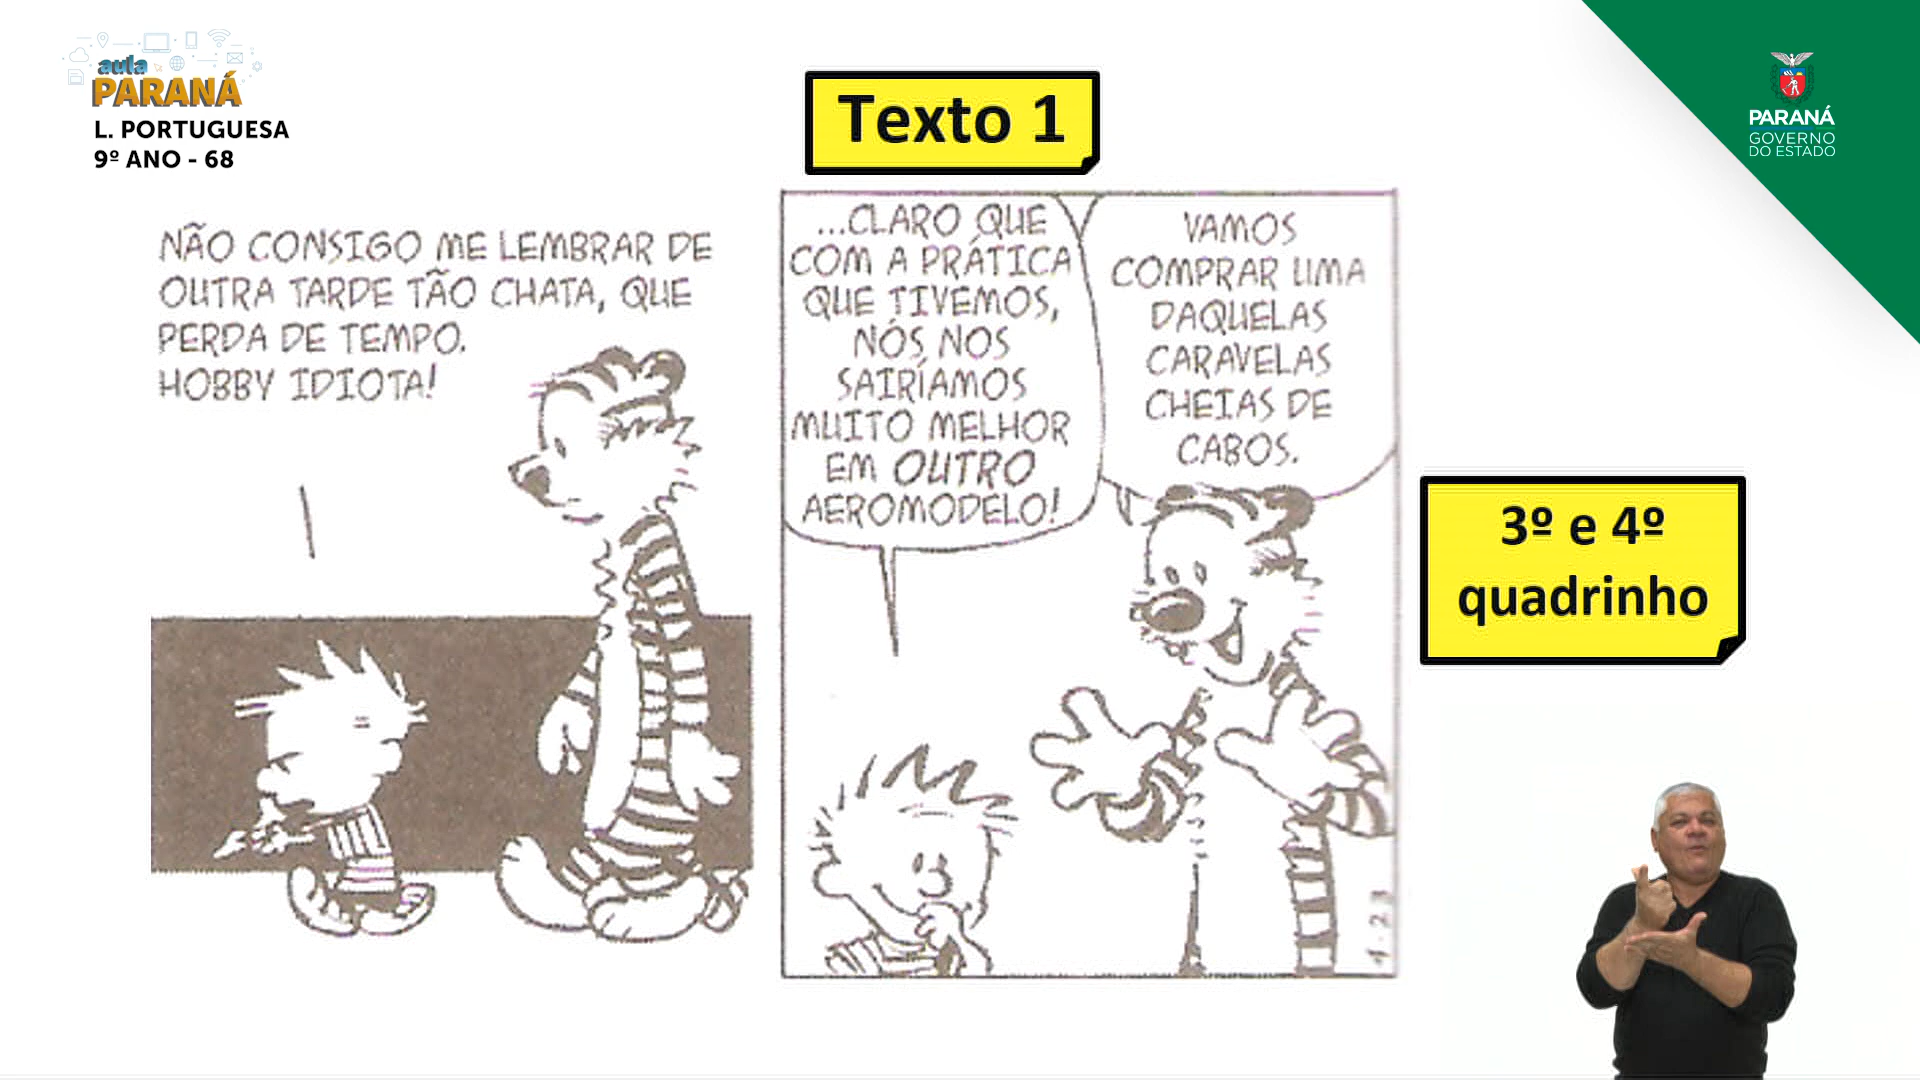 aula
PARANÁ
L. PORTUGUESA
9º ANO - 68
Texto 1
PARANÁ
GOVERNO
DO ESTADO
NÃO CONSIGO ME LEMBRAR DE
OUTRA TARDE TÃO CHATA, QUE
PERDA DE TEMPO.
HOBBY IDIOTA!
...CLARO QUE
COM A PRÁTICA
QUE TIVEMOS,
NÓS NOS
SAIRÍAMOS
MUITO MELHOR
EM OUTRO
AEROMODELO!
VAMOS
COMPRAR UMA
DAQUELAS
CARAVELAS
CHEIAS DE
CABOS.
3º e 4º
quadrinho
1-23